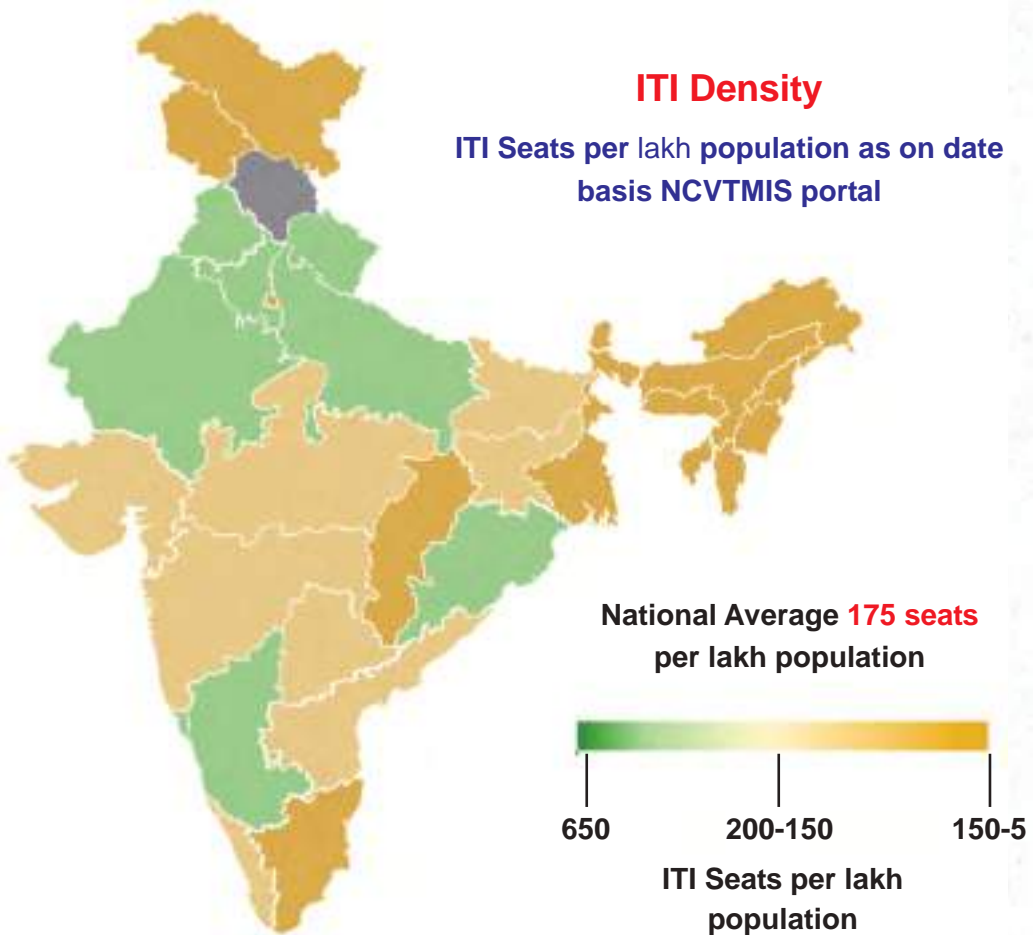 ITI Density
ITI Seats per lakh population as on date
basis NCVTMIS portal
National Average 175 seats
per lakh population
650 200-150 150-5
ITI Seats per lakh
population